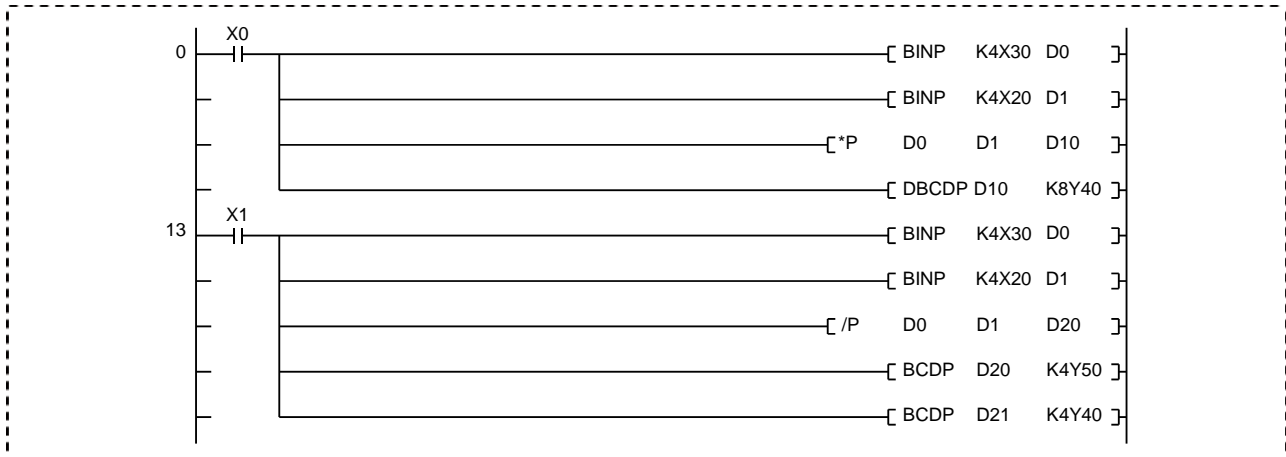 X0
0 BINP K4X30 D0
BINP K4X20 D1
*P D0 D1 D10
DBCDP D10 K8Y40
X1
13 BINP K4X30 D0
BINP K4X20 D1
/P D0 D1 D20
BCDP D20 K4Y50
BCDP D21 K4Y40